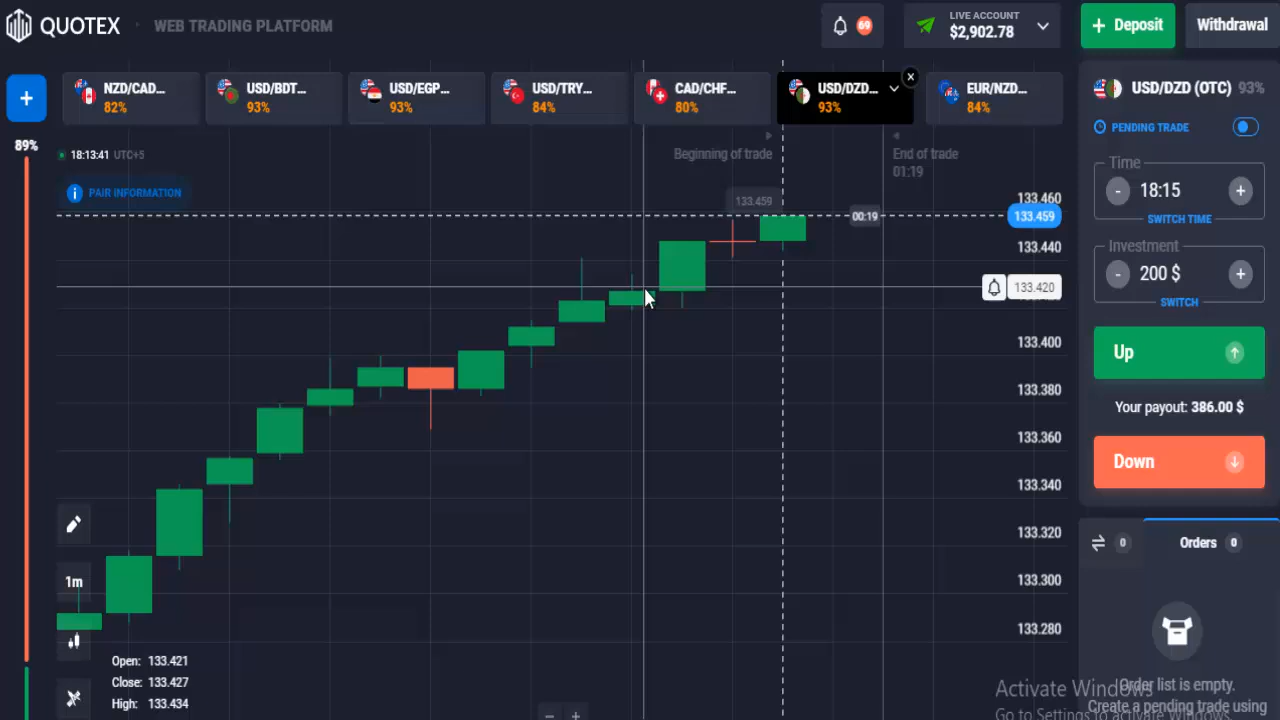 QUOTEX
WEB TRADING PLATFORM
69
LIVE ACCOUNT
$2,902.78
+ Deposit
Withdrawal
+
NZD/CAD...
82%
USD/BDT...
93%
USD/EGP...
93%
USD/TRY...
84%
CAD/CHF...
80%
USD/DZD...
93%
x
EUR/NZD...
84%
USD/DZD (OTC) 93%
PENDING TRADE
Time
- 18:15 +
SWITCH TIME
Investment
- 200 $ +
SWITCH
Up
Your payout: 386.00 $
Down
0
Orders 0
Order list is empty.
Create a pending trade using
89%
18:13:41 UTC+5
i PAIR INFORMATION
Beginning of trade
End of trade
01:19
133.459
00:19
133.460
133.459
133.440
133.420
133.400
133.380
133.360
133.340
133.320
133.300
133.280
1m
Open: 133.421
Close: 133.427
High: 133.434
− +
Activate Windows
Go to Settings to activate Windows.